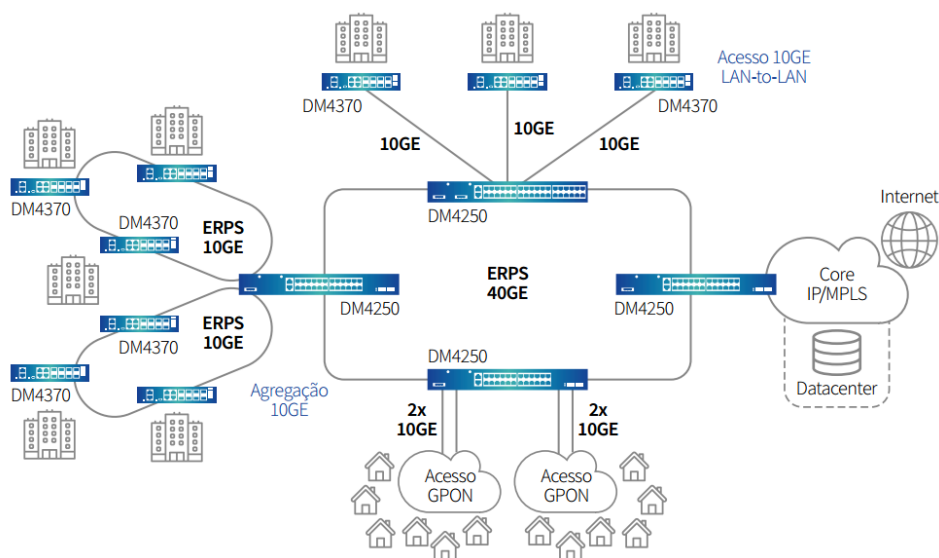 Acesso 10GE
LAN-to-LAN
DM4370
DM4370
10GE
10GE
10GE
DM4370
DM4370
ERPS
10GE
DM4250
Internet
ERPS
40GE
Core
IP/MPLS
DM4250
DM4250
DM4370
ERPS
10GE
DM4250
DM4370
Agregação
10GE
Datacenter
2x
10GE
2x
10GE
Acesso
GPON
Acesso
GPON